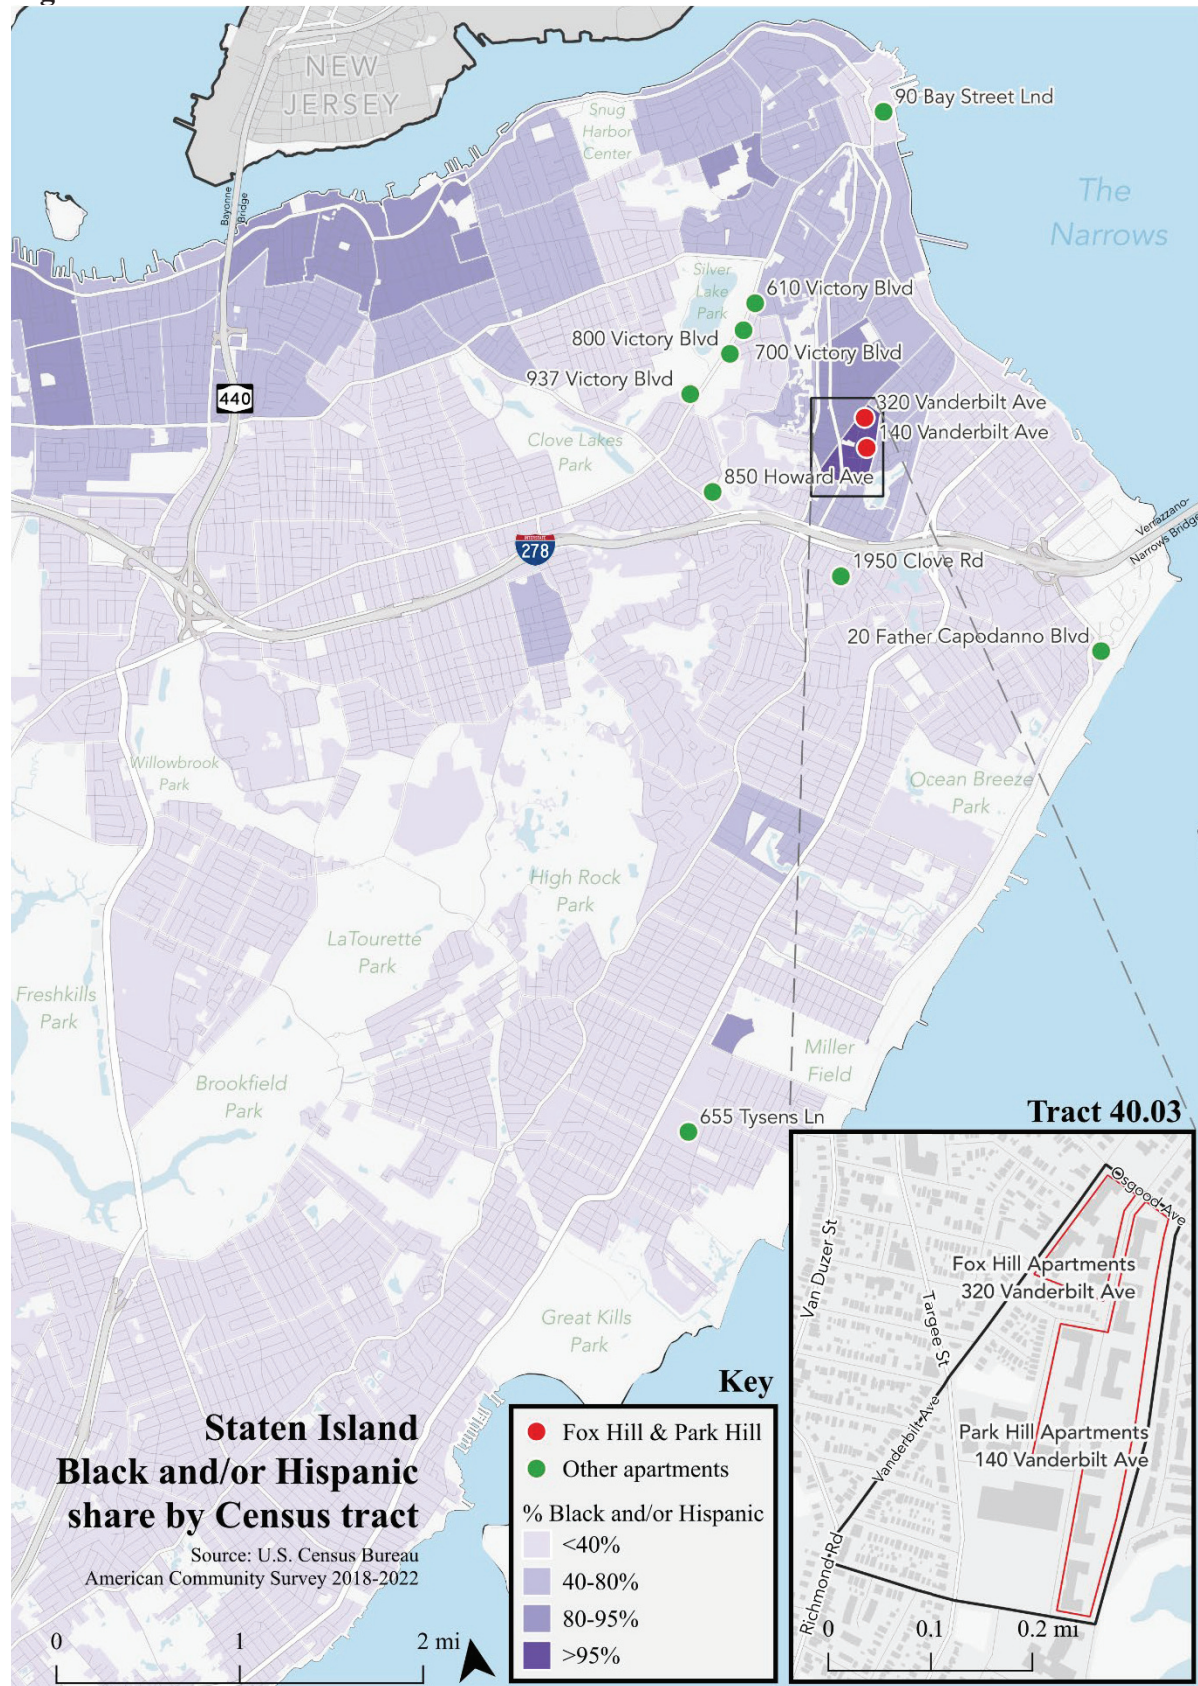 NEW
JERSEY
90 Bay Street Lnd
Snug
Harbor
Center
The
Narrows
Bayonne
Bridge
Silver
Lake
Park
610 Victory Blvd
800 Victory Blvd
700 Victory Blvd
937 Victory Blvd
440
320 Vanderbilt Ave
140 Vanderbilt Ave
Clove Lakes
Park
850 Howard Ave
Verrazzano-
Narrows Bridge
INTERSTATE
278
1950 Clove Rd
20 Father Capodanno Blvd
Willowbrook
Park
Ocean Breeze
Park
High Rock
Park
LaTourette
Park
Freshkills
Park
Miller
Field
Brookfield
Park
655 Tysens Ln
Tract 40.03
Osgood Ave
Van Duzer St
Fox Hill Apartments
320 Vanderbilt Ave
Targee St
Great Kills
Park
Vanderbilt Ave
Park Hill Apartments
140 Vanderbilt Ave
Richmond Rd
0 0.1 0.2 mi
Key
Fox Hill & Park Hill
Other apartments
% Black and/or Hispanic
<40%
40-80%
80-95%
>95%
Staten Island
Black and/or Hispanic
share by Census tract
Source: U.S. Census Bureau
American Community Survey 2018-2022
0 1 2 mi